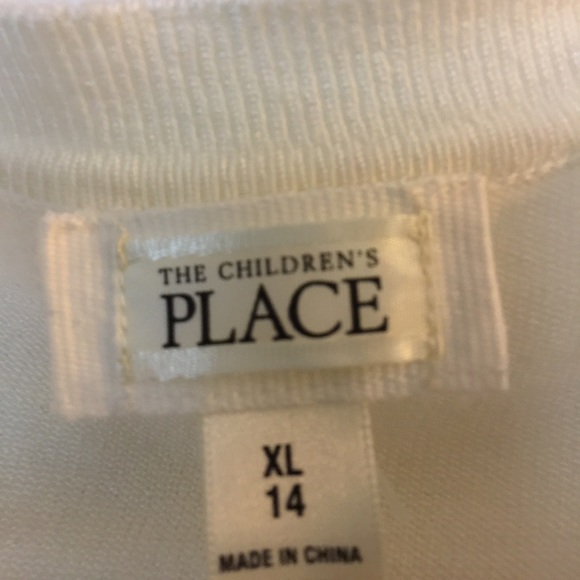 THE CHILDREN'S
PLACE
XL
14
MADE IN CHINA